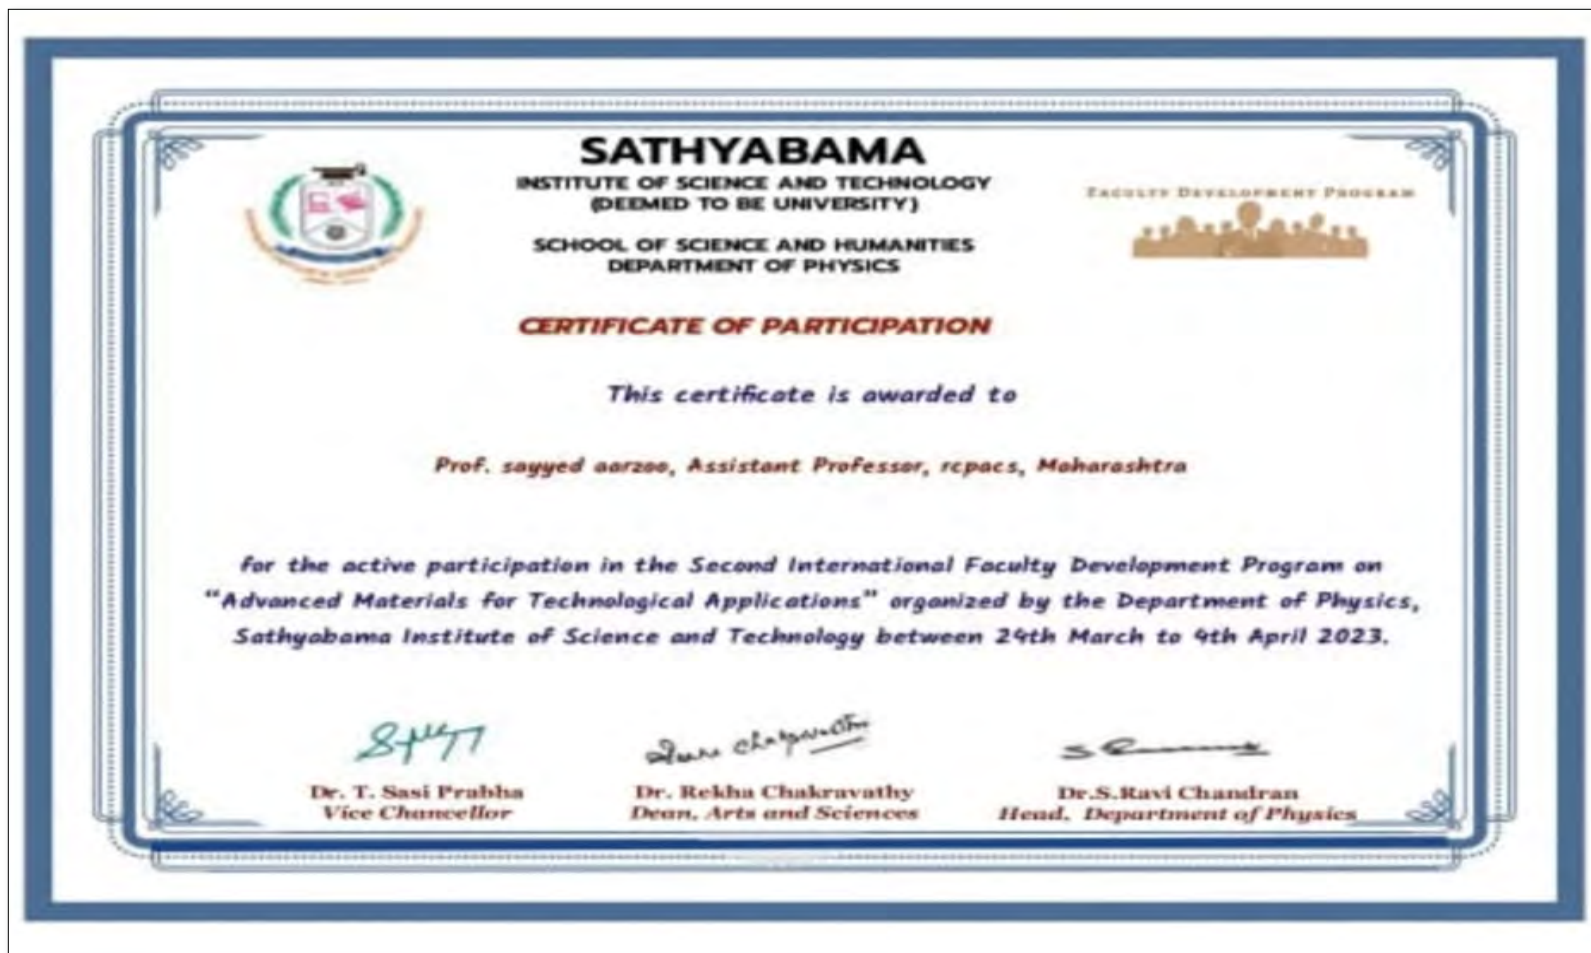 SATHYABAMA
INSTITUTE OF SCIENCE AND TECHNOLOGY
(DEEMED TO BE UNIVERSITY)
SCHOOL OF SCIENCE AND HUMANITIES
DEPARTMENT OF PHYSICS
FACULTY DEVELOPMENT PROGRAM
CERTIFICATE OF PARTICIPATION
This certificate is awarded to
Prof. sayyed aarzoo, Assistant Professor, rcpacs, Maharashtra
for the active participation in the Second International Faculty Development Program on
“Advanced Materials for Technological Applications” organized by the Department of Physics,
Sathyabama Institute of Science and Technology between 24th March to 4th April 2023.
Dr. T. Sasi Prabha
Vice Chancellor
Dr. Rekha Chakravathy
Dean, Arts and Sciences
Dr.S.Ravi Chandran
Head, Department of Physics